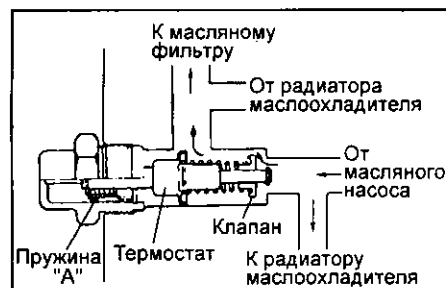 К масляному
фильтру
От радиатора
маслоохладителя
От
масляного
насоса
Клапан
Термостат
Пружина
"А"
К радиатору
маслоохладителя